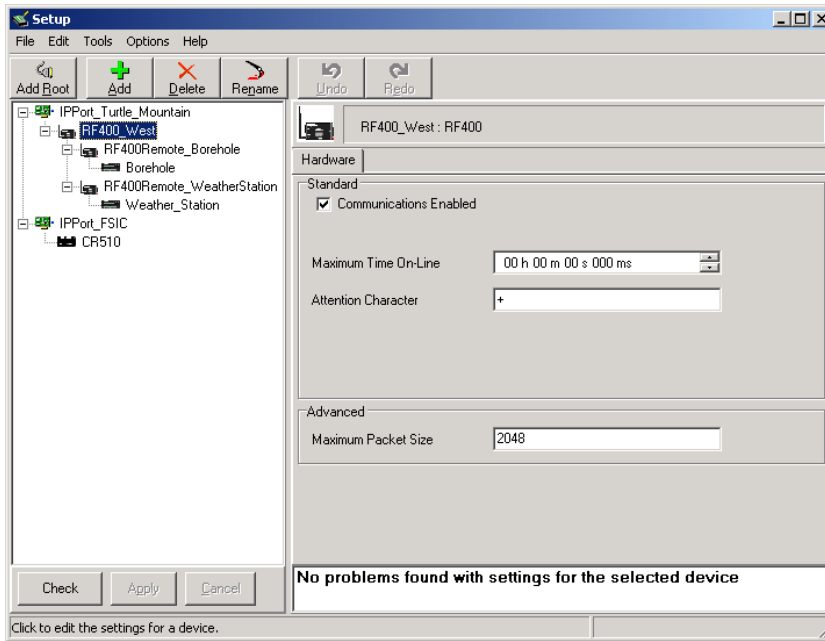 Setup
File Edit Tools Options Help
Add Root Add Delete Rename Undo Redo
IPPort_Turtle_Mountain
RF400_West
RF400Remote_Borehole
Borehole
RF400Remote_WeatherStation
Weather_Station
IPPort_FSIC
CR510
RF400_West : RF400
Hardware
Standard
Communications Enabled
Maximum Time On-Line 00 h 00 m 00 s 000 ms
Attention Character +
Advanced
Maximum Packet Size 2048
Check Apply Cancel
No problems found with settings for the selected device
Click to edit the settings for a device.